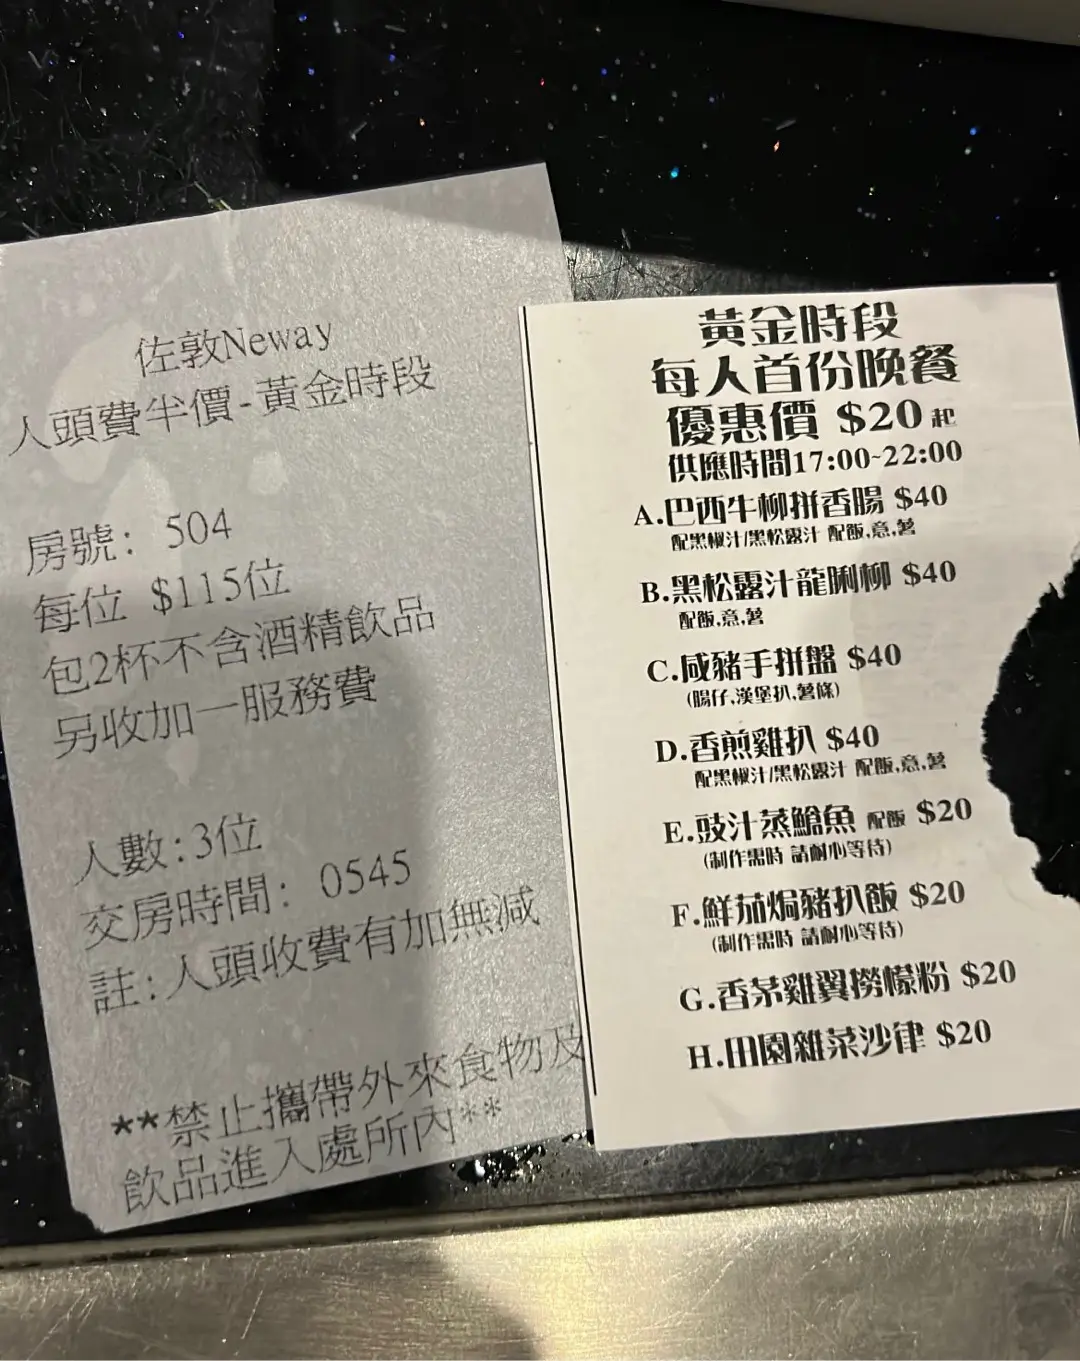 佐敦Neway
人頭費半價-黃金時段
房號：504
每位 $115位
包2杯不含酒精飲品
另收加一服務費
人數:3位
交房時間：0545
註:人頭收費有加無減
**禁止攜帶外來食物及
飲品進入處所內**
黃金時段
每人首份晚餐
優惠價 $20起
供應時間17:00~22:00
A.巴西牛柳拼香腸 $40
配黑椒汁/黑松露汁 配飯,意,薯
B.黑松露汁龍脷柳 $40
配飯,意,薯
C.咸豬手拼盤 $40
(腸仔,漢堡扒,薯條)
D.香煎雞扒 $40
配黑椒汁/黑松露汁 配飯,意,薯
E.豉汁蒸鯧魚 配飯 $20
(制作需時 請耐心等待)
F.鮮茄焗豬扒飯 $20
(制作需時 請耐心等待)
G.香茅雞翼撈檬粉 $20
H.田園雜菜沙律 $20